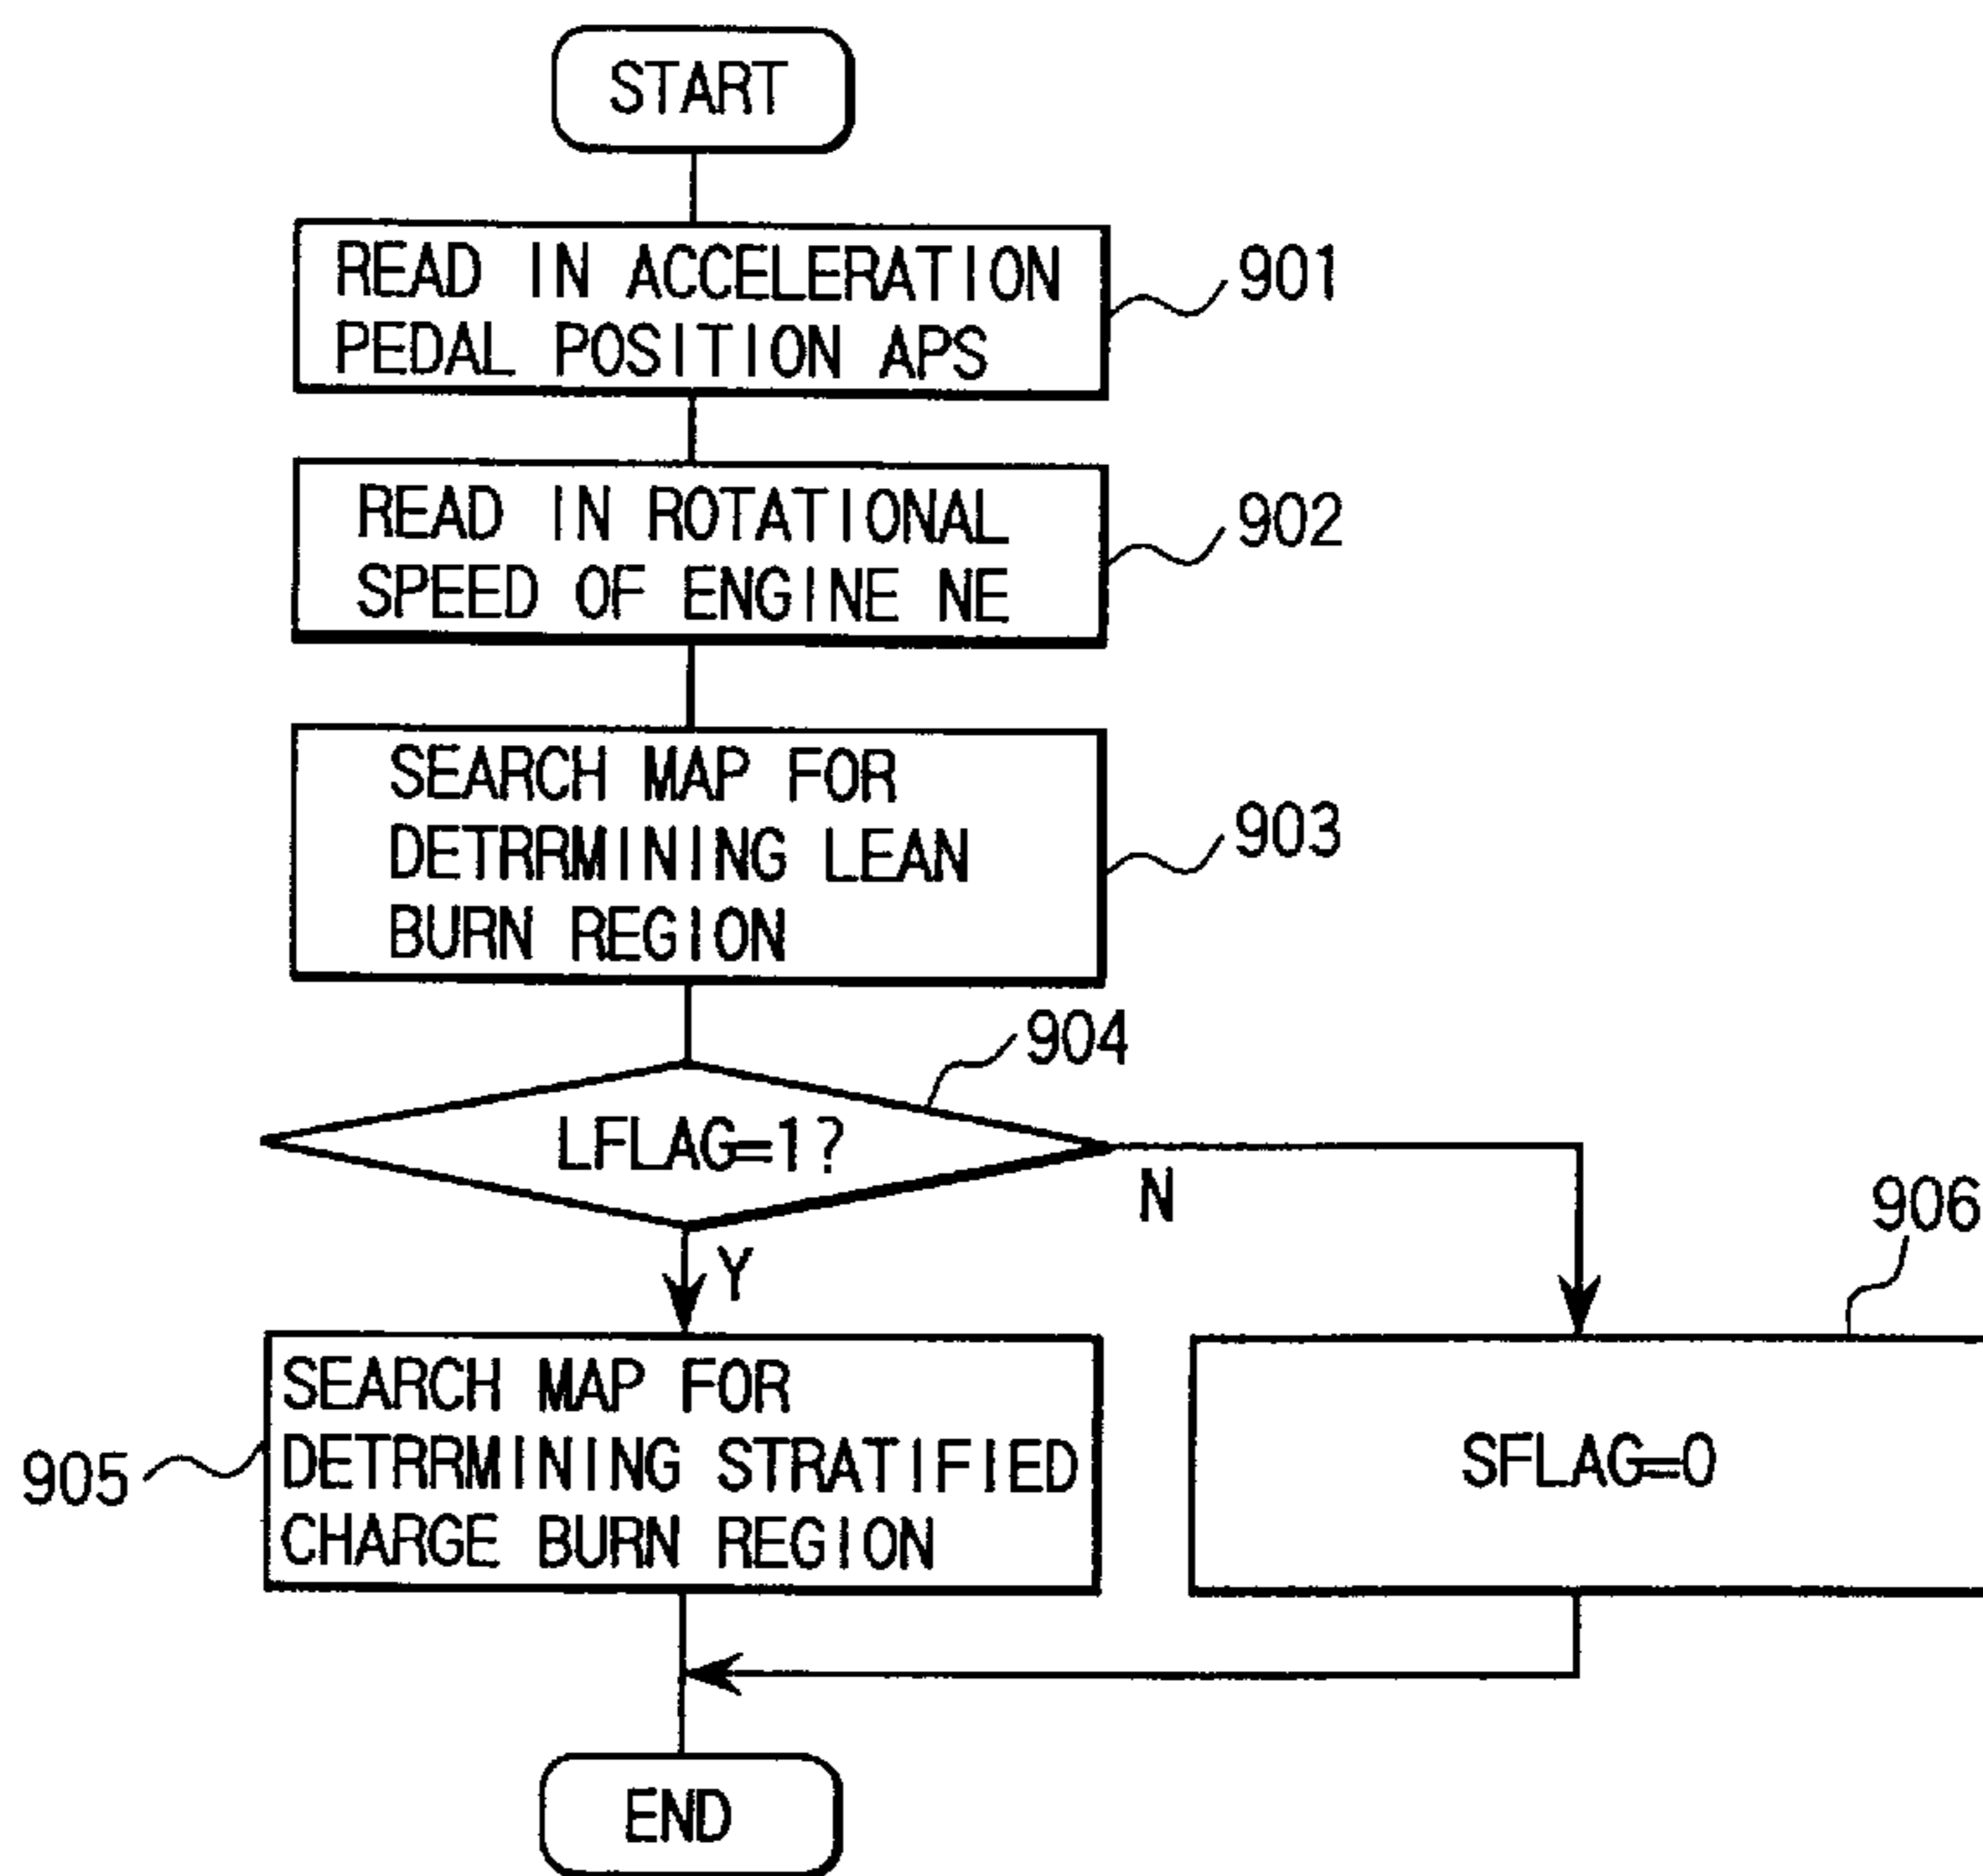 START
READ IN ACCELERATION
PEDAL POSITION APS
901
READ IN ROTATIONAL
SPEED OF ENGINE NE
902
SEARCH MAP FOR
DETRRMINING LEAN
BURN REGION
903
904
LFLAG=1?
N
Y
906
SEARCH MAP FOR
DETRRMINING STRATIFIED
CHARGE BURN REGION
905
SFLAG=0
END